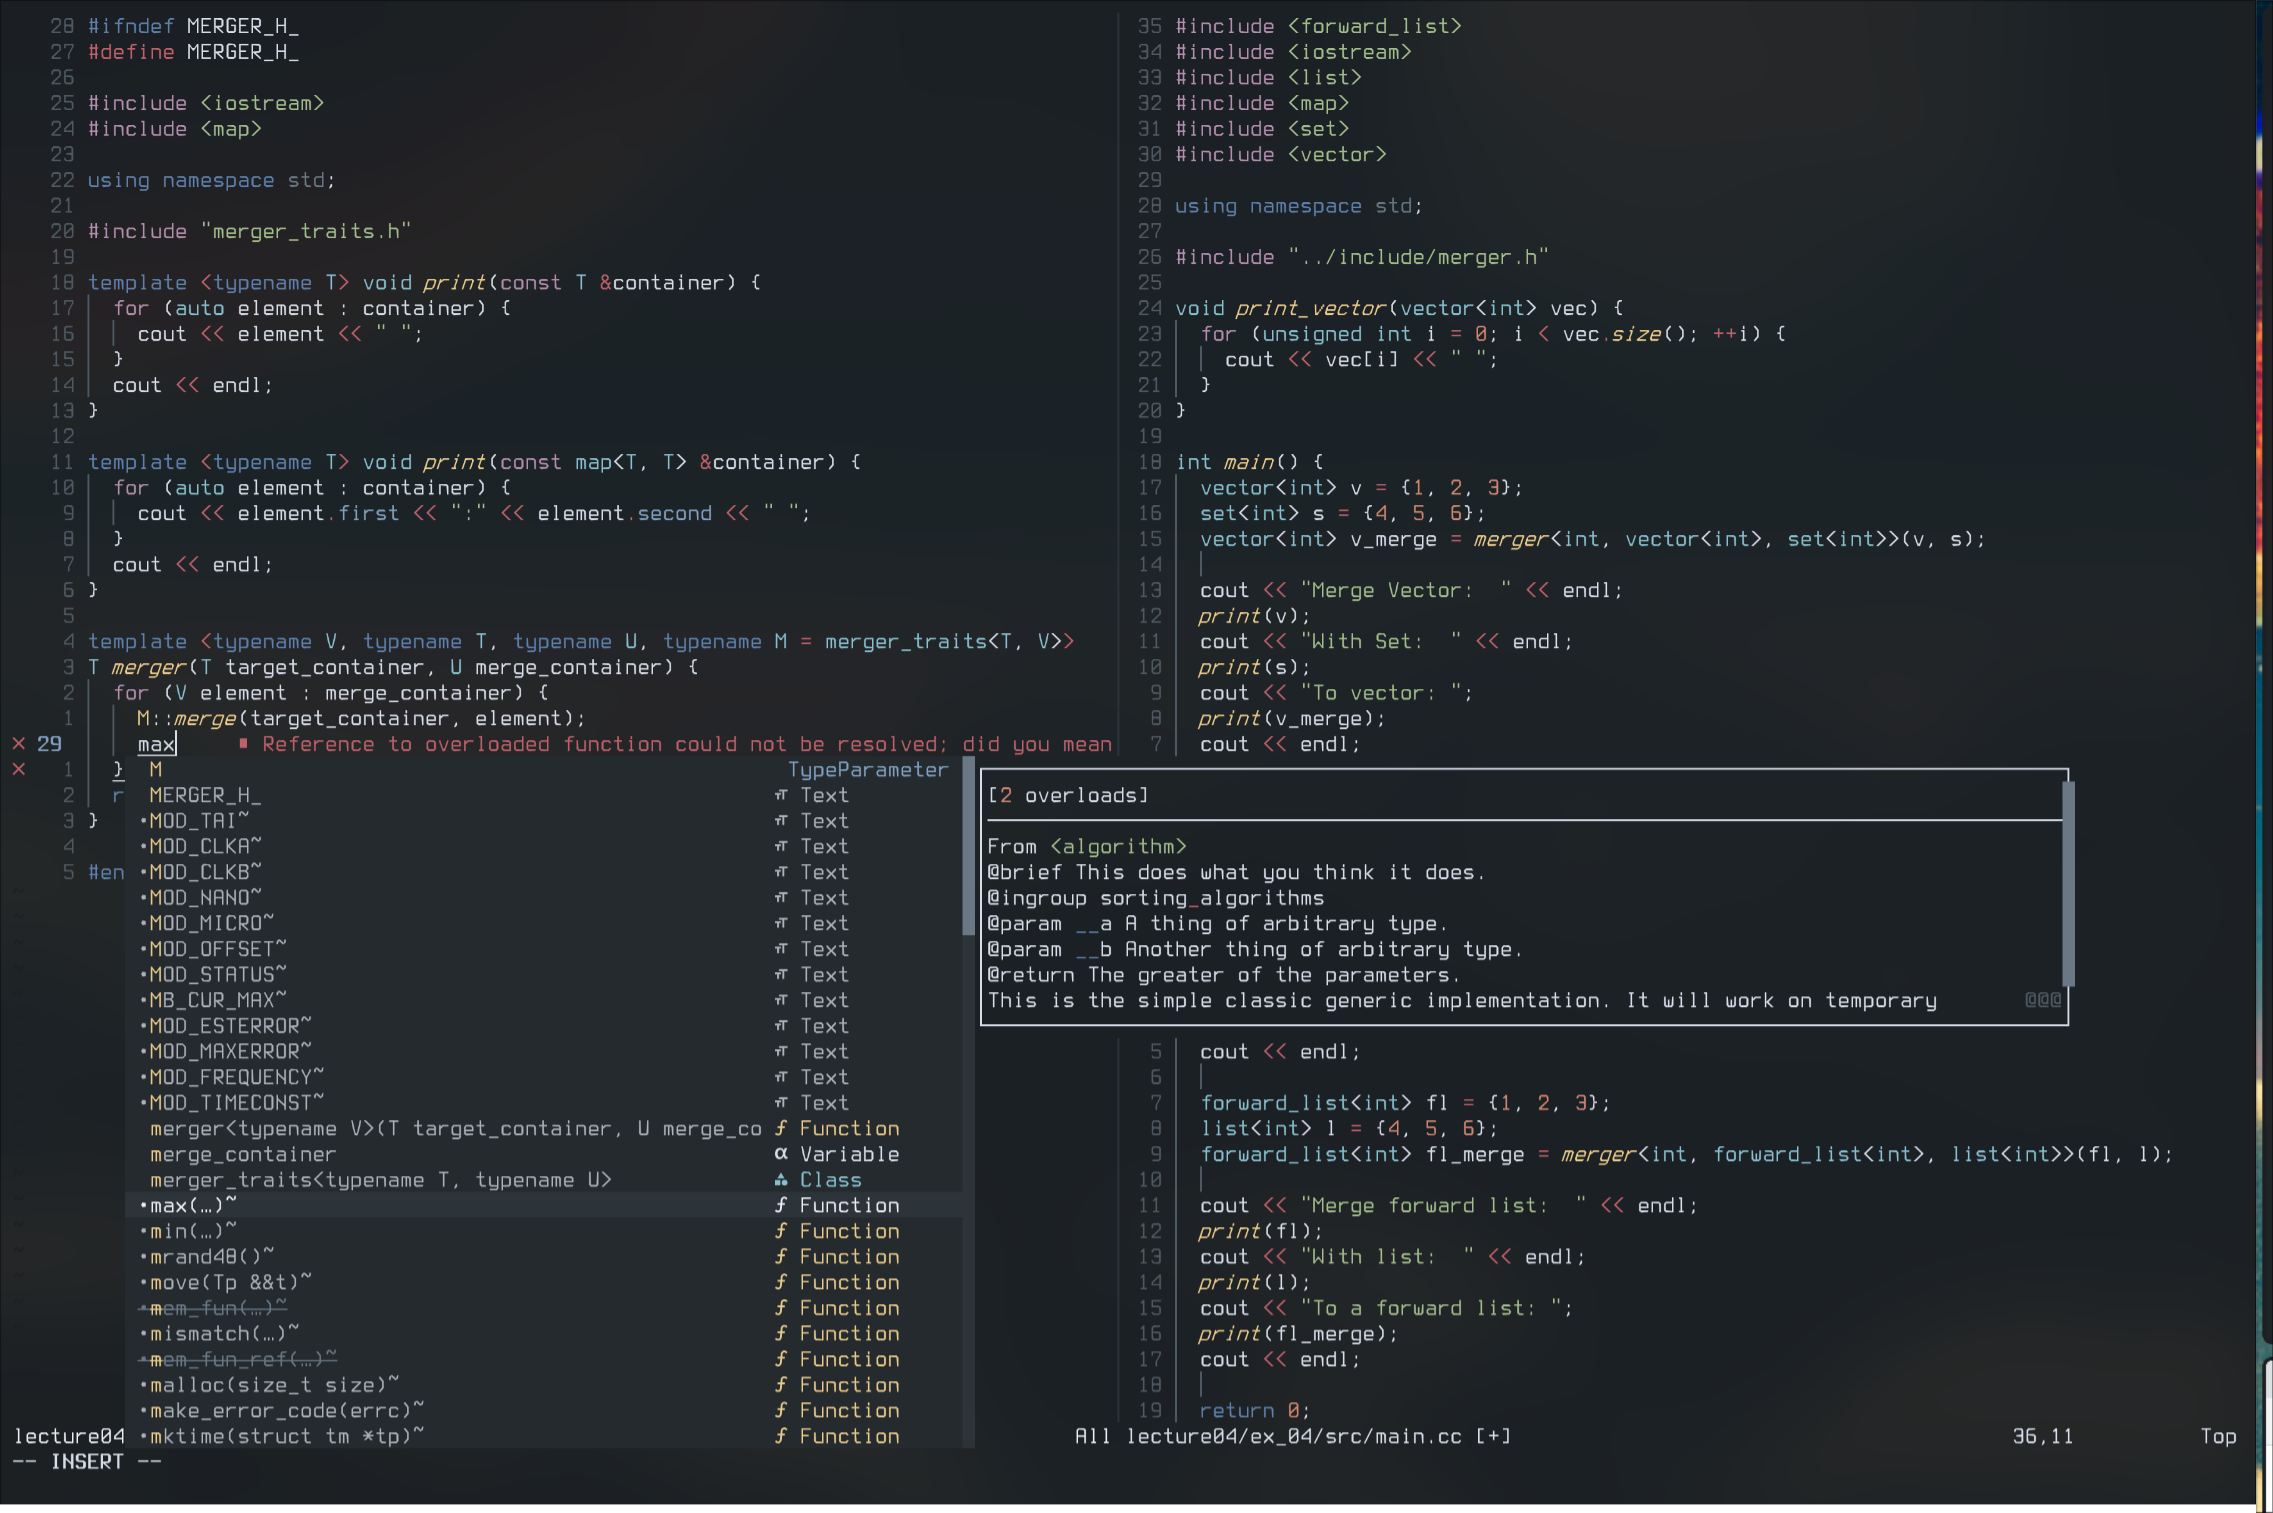 28 #ifndef MERGER_H_
27 #define MERGER_H_
26
25 #include <iostream>
24 #include <map>
23
22 using namespace std;
21
20 #include "merger_traits.h"
19
18 template <typename T> void print(const T &container) {
17 for (auto element : container) {
16 cout << element << " ";
15 }
14 cout << endl;
13 }
12
11 template <typename T> void print(const map<T, T> &container) {
10 for (auto element : container) {
9 cout << element.first << ":" << element.second << " ";
8 }
7 cout << endl;
6 }
5
4 template <typename V, typename T, typename U, typename M = merger_traits<T, V>>
3 T merger(T target_container, U merge_container) {
2 for (V element : merge_container) {
1 M::merge(target_container, element);
✕ 29 max ■ Reference to overloaded function could not be resolved; did you mean
✕ 1 }
2 r
3 }
4
5 #en
M TypeParameter
MERGER_H_ Text
•MOD_TAI~ Text
•MOD_CLKA~ Text
•MOD_CLKB~ Text
•MOD_NANO~ Text
•MOD_MICRO~ Text
•MOD_OFFSET~ Text
•MOD_STATUS~ Text
•MB_CUR_MAX~ Text
•MOD_ESTERROR~ Text
•MOD_MAXERROR~ Text
•MOD_FREQUENCY~ Text
•MOD_TIMECONST~ Text
merger<typename V>(T target_container, U merge_co ƒ Function
merge_container α Variable
merger_traits<typename T, typename U> Class
•max(…)~ ƒ Function
•min(…)~ ƒ Function
•mrand48()~ ƒ Function
•move(Tp &&t)~ ƒ Function
•mem_fun(…)~ ƒ Function
•mismatch(…)~ ƒ Function
•mem_fun_ref(…)~ ƒ Function
•malloc(size_t size)~ ƒ Function
•make_error_code(errc)~ ƒ Function
•mktime(struct tm *tp)~ ƒ Function
lecture04
-- INSERT --
35 #include <forward_list>
34 #include <iostream>
33 #include <list>
32 #include <map>
31 #include <set>
30 #include <vector>
29
28 using namespace std;
27
26 #include "../include/merger.h"
25
24 void print_vector(vector<int> vec) {
23 for (unsigned int i = 0; i < vec.size(); ++i) {
22 cout << vec[i] << " ";
21 }
20 }
19
18 int main() {
17 vector<int> v = {1, 2, 3};
16 set<int> s = {4, 5, 6};
15 vector<int> v_merge = merger<int, vector<int>, set<int>>(v, s);
14
13 cout << "Merge Vector:  " << endl;
12 print(v);
11 cout << "With Set:  " << endl;
10 print(s);
9 cout << "To vector: ";
8 print(v_merge);
7 cout << endl;
[2 overloads]
From <algorithm>
@brief This does what you think it does.
@ingroup sorting_algorithms
@param __a A thing of arbitrary type.
@param __b Another thing of arbitrary type.
@return The greater of the parameters.
This is the simple classic generic implementation. It will work on temporary @@@
5 cout << endl;
6
7 forward_list<int> fl = {1, 2, 3};
8 list<int> l = {4, 5, 6};
9 forward_list<int> fl_merge = merger<int, forward_list<int>, list<int>>(fl, l);
10
11 cout << "Merge forward list:  " << endl;
12 print(fl);
13 cout << "With list:  " << endl;
14 print(l);
15 cout << "To a forward list: ";
16 print(fl_merge);
17 cout << endl;
18
19 return 0;
All lecture04/ex_04/src/main.cc [+] 36,11 Top